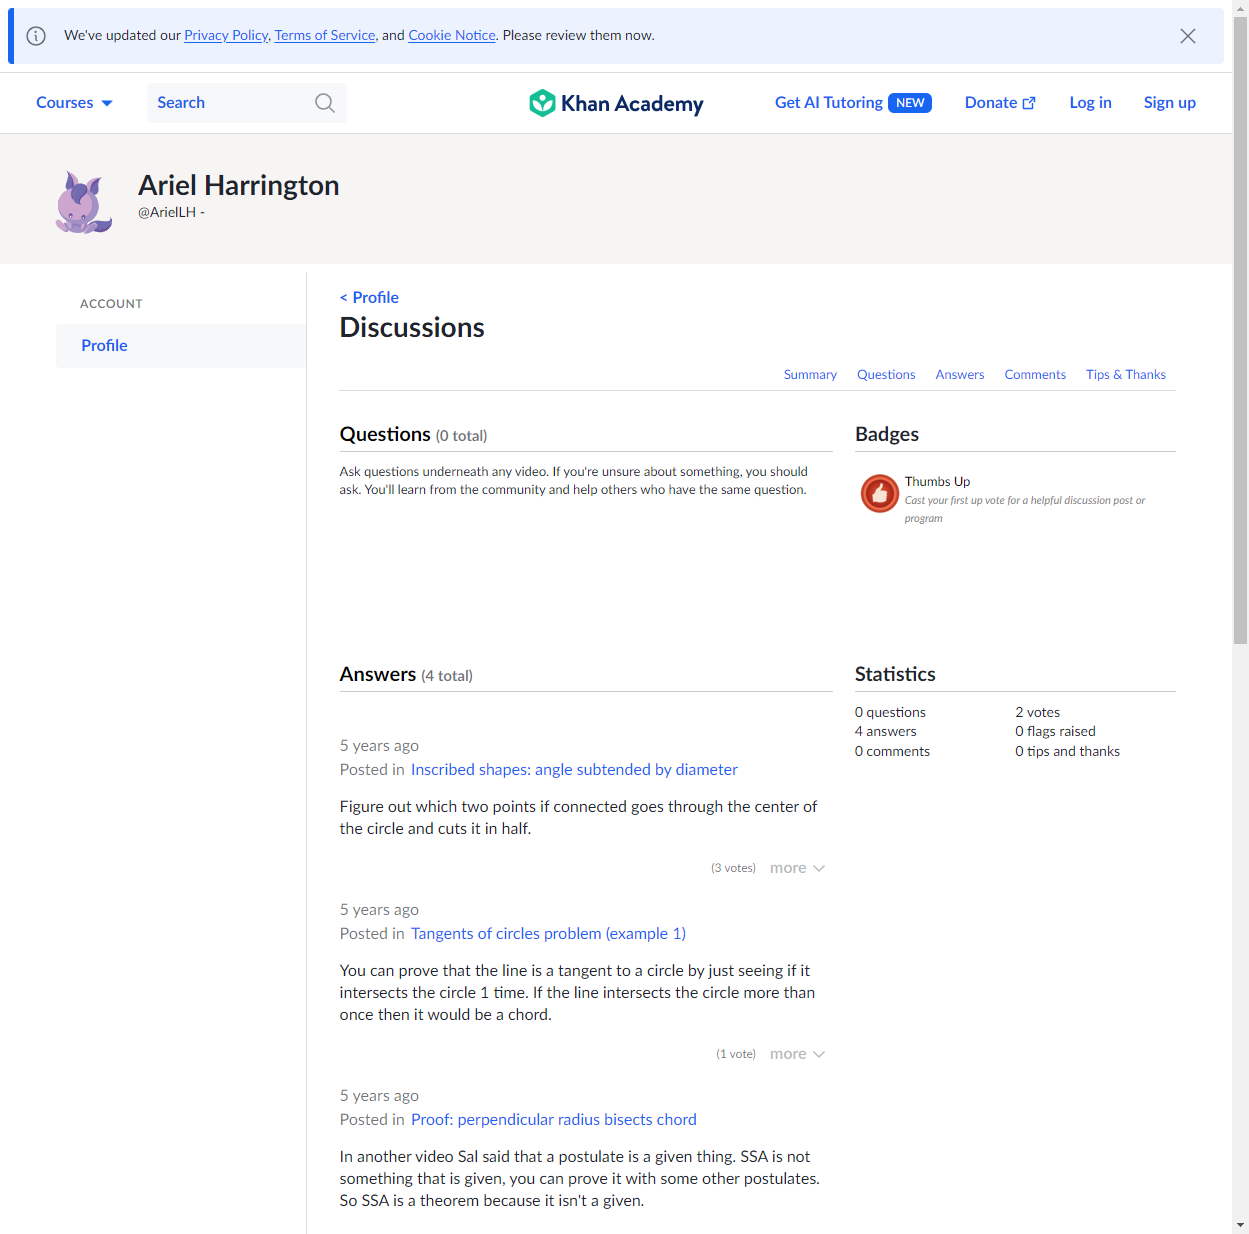 We've updated our Privacy Policy, Terms of Service, and Cookie Notice. Please review them now.
Courses
Search
Khan Academy
Get AI Tutoring NEW
Donate
Log in
Sign up
Ariel Harrington
@ArielLH -
ACCOUNT
Profile
< Profile
Discussions
Summary
Questions
Answers
Comments
Tips & Thanks
Questions (0 total)
Ask questions underneath any video. If you're unsure about something, you should
ask. You'll learn from the community and help others who have the same question.
Badges
Thumbs Up
Cast your first up vote for a helpful discussion post or
program
Answers (4 total)
5 years ago
Posted in Inscribed shapes: angle subtended by diameter
Figure out which two points if connected goes through the center of
the circle and cuts it in half.
(3 votes) more
5 years ago
Posted in Tangents of circles problem (example 1)
You can prove that the line is a tangent to a circle by just seeing if it
intersects the circle 1 time. If the line intersects the circle more than
once then it would be a chord.
(1 vote) more
5 years ago
Posted in Proof: perpendicular radius bisects chord
In another video Sal said that a postulate is a given thing. SSA is not
something that is given, you can prove it with some other postulates.
So SSA is a theorem because it isn't a given.
Statistics
0 questions
4 answers
0 comments
2 votes
0 flags raised
0 tips and thanks